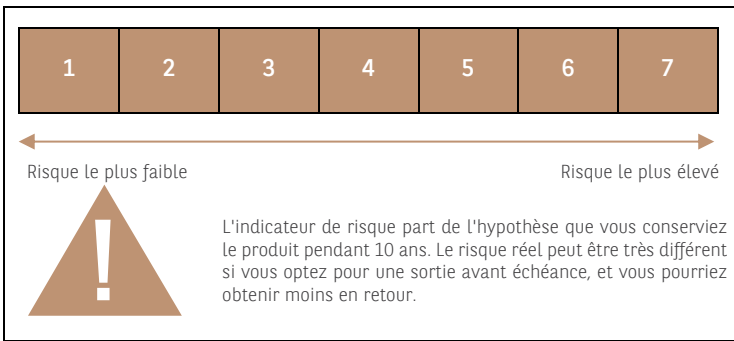 1 2 3 4 5 6 7
Risque le plus faible Risque le plus élevé
!
L'indicateur de risque part de l'hypothèse que vous conserviez
le produit pendant 10 ans. Le risque réel peut être très différent
si vous optez pour une sortie avant échéance, et vous pourriez
obtenir moins en retour.